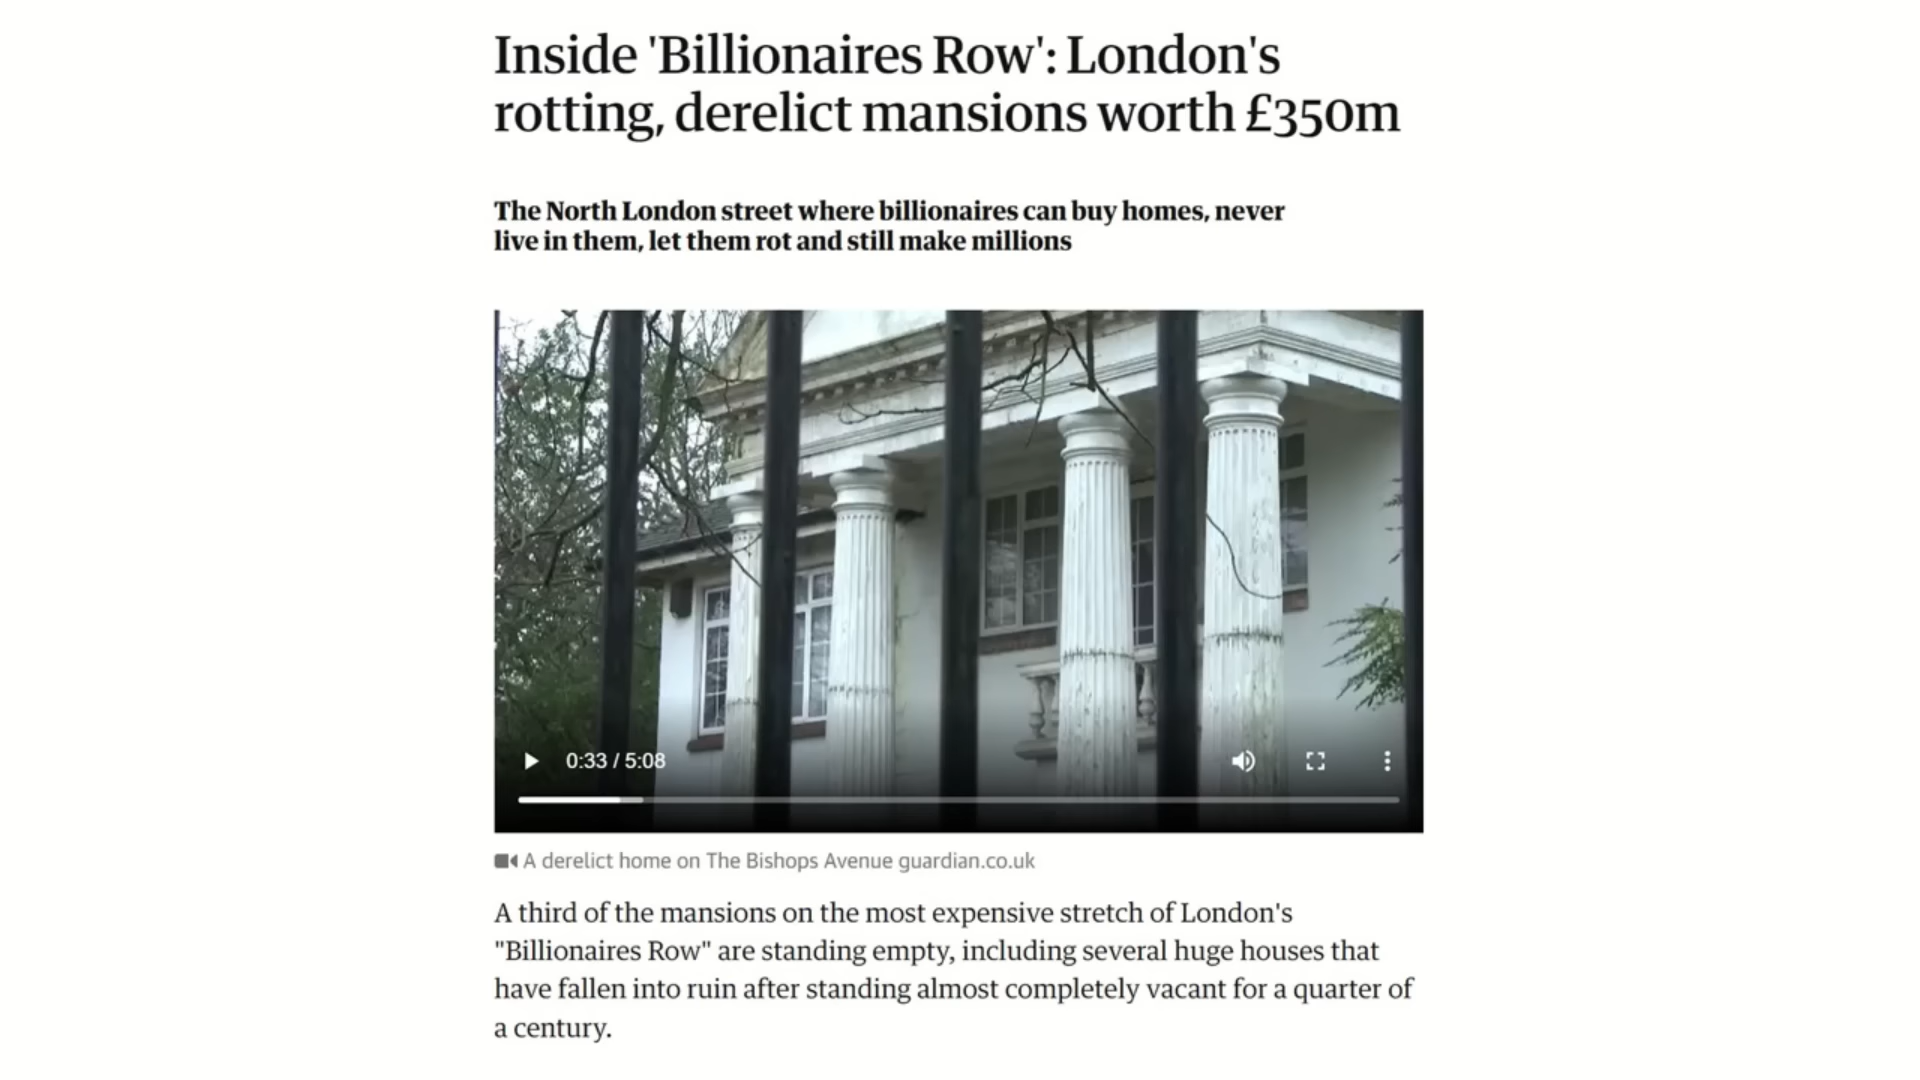 Inside 'Billionaires Row': London's
rotting, derelict mansions worth £350m
The North London street where billionaires can buy homes, never
live in them, let them rot and still make millions
0:33 / 5:08
A derelict home on The Bishops Avenue guardian.co.uk
A third of the mansions on the most expensive stretch of London's
"Billionaires Row" are standing empty, including several huge houses that
have fallen into ruin after standing almost completely vacant for a quarter of
a century.